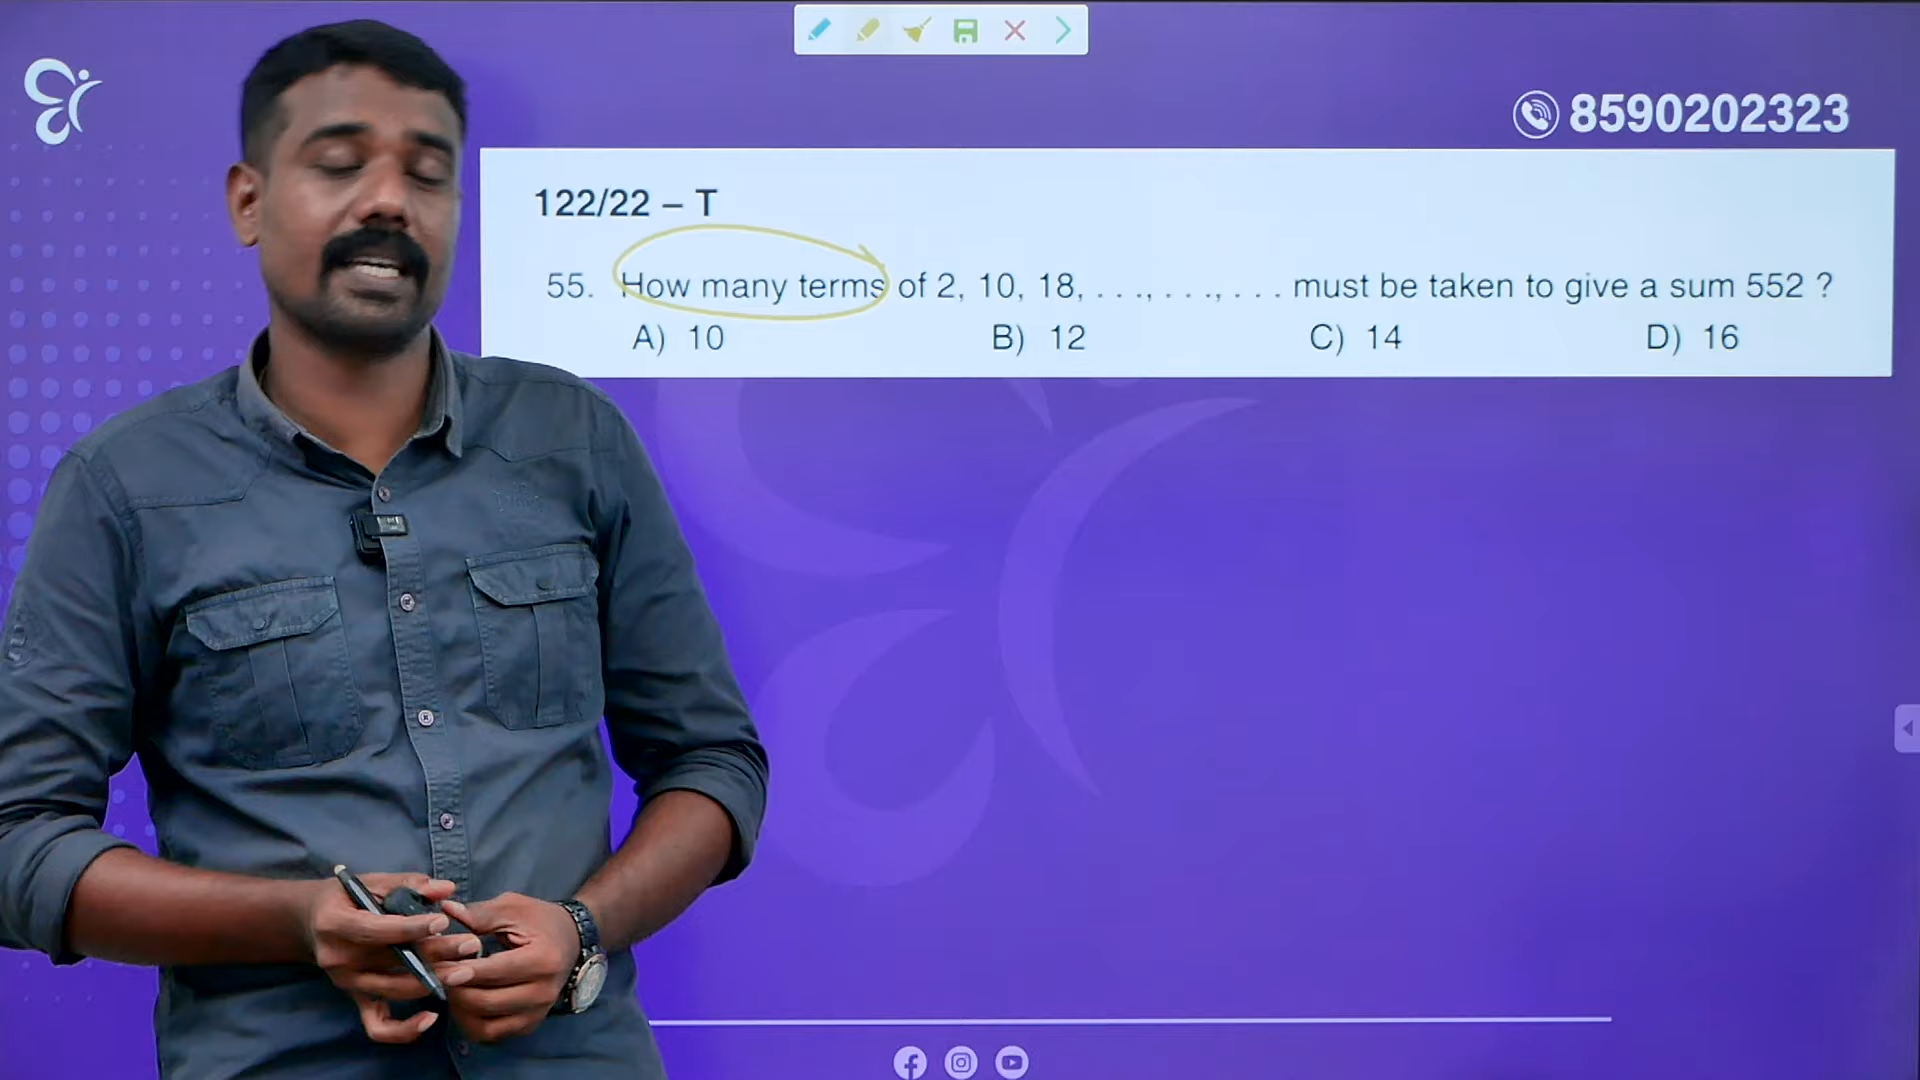 8590202323
122/22 – T
55. How many terms of 2, 10, 18, . . ., . . ., . . . must be taken to give a sum 552 ?
A) 10 B) 12 C) 14 D) 16